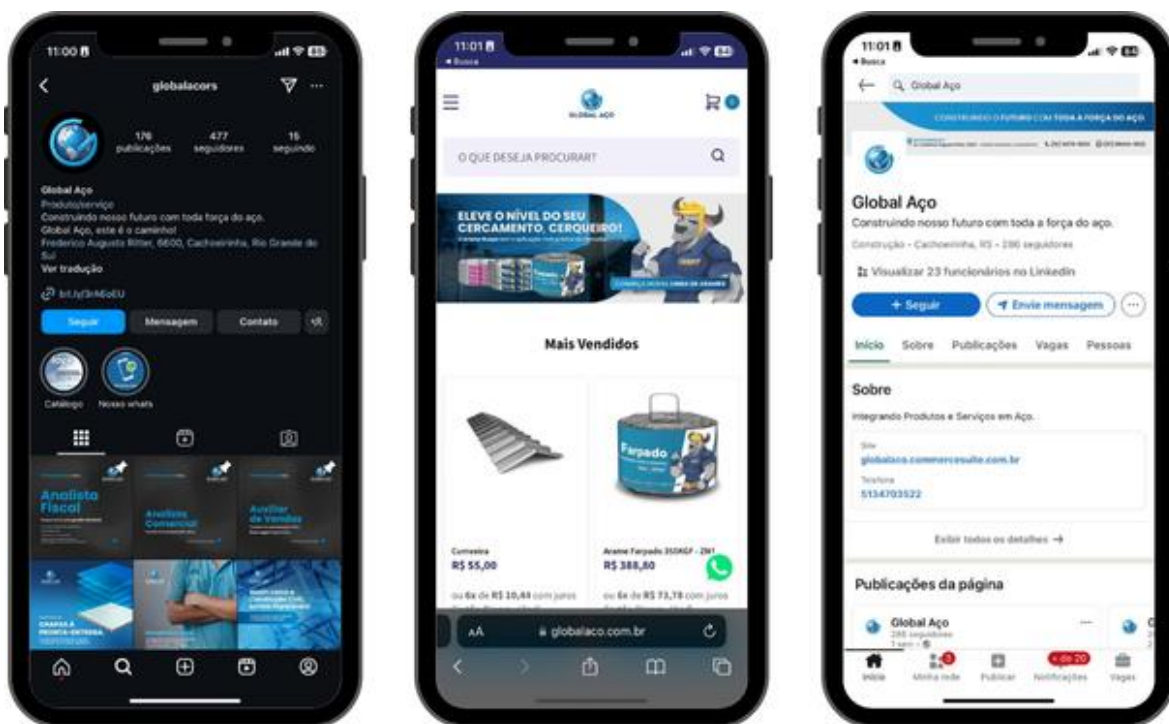 11:00
globalacors
176
publicações
477
seguidores
15
seguindo
Global Aço
Produto/serviço
Construindo nosso futuro com toda força do aço.
Global Aço, este é o caminho!
Frederico Augusto Ritter, 6600, Cachoeirinha, Rio Grande do
Sul
Ver tradução
Seguir
Mensagem
Contato
Catálogo
Nosso whats
Analista
Fiscal
Analista
Comercial
Auxiliar
de Vendas
CHAPAS A
PRONTA-ENTREGA
11:01
Busca
GLOBAL AÇO
O QUE DESEJA PROCURAR?
ELEVE O NÍVEL DO SEU
CERCAMENTO, CERQUEIRO!
Farpado
Mais Vendidos
Farpado
Cumeeira
R$ 55,00
ou 6x de R$ 10,44 com juros
Arame Farpado 350KGF - ZN1
R$ 388,80
ou 6x de R$ 73,78 com juros
AA
globalaco.com.br
11:01
Busca
Global Aço
CONSTRUINDO O FUTURO COM TODA A FORÇA DO AÇO.
Global Aço
Construindo nosso futuro com toda a força do aço.
Construção - Cachoeirinha, RS - 286 seguidores
Visualizar 23 funcionários no LinkedIn
+ Seguir
Envie mensagem
Início
Sobre
Publicações
Vagas
Pessoas
Sobre
Integrando Produtos e Serviços em Aço.
Site
globalaco.commercesuite.com.br
Telefone
5134703522
Exibir todos os detalhes →
Publicações da página
Global Aço
286 seguidores
Início
Minha rede
Publicar
+ de 20
Notificações
Vagas